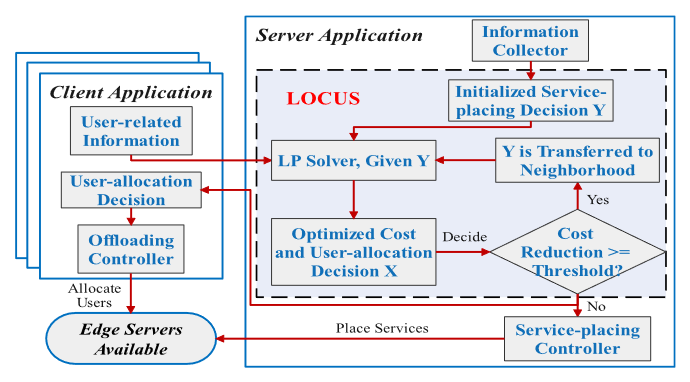 Server Application
Information
Collector
Client Application
LOCUS
Initialized Service-
placing Decision Y
User-related
Information
LP Solver, Given Y
Y is Transferred to
Neighborhood
User-allocation
Decision
Yes
Offloading
Controller
Optimized Cost
and User-allocation
Decision X
Decide
Cost
Reduction >=
Threshold?
Allocate
Users
No
Edge Servers
Available
Place Services
Service-placing
Controller